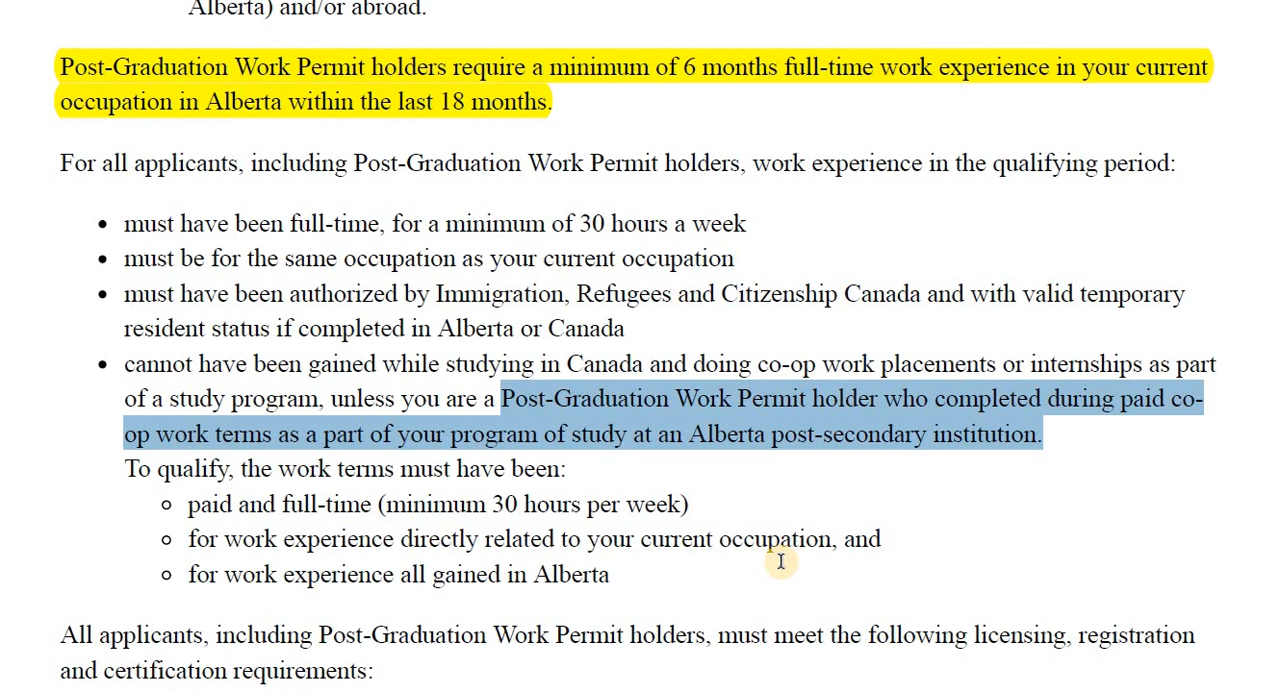 Alberta) and/or abroad.
Post-Graduation Work Permit holders require a minimum of 6 months full-time work experience in your current
occupation in Alberta within the last 18 months.
For all applicants, including Post-Graduation Work Permit holders, work experience in the qualifying period:
• must have been full-time, for a minimum of 30 hours a week
• must be for the same occupation as your current occupation
• must have been authorized by Immigration, Refugees and Citizenship Canada and with valid temporary
resident status if completed in Alberta or Canada
• cannot have been gained while studying in Canada and doing co-op work placements or internships as part
of a study program, unless you are a Post-Graduation Work Permit holder who completed during paid co-
op work terms as a part of your program of study at an Alberta post-secondary institution.
To qualify, the work terms must have been:
◦ paid and full-time (minimum 30 hours per week)
◦ for work experience directly related to your current occupation, and
◦ for work experience all gained in Alberta
All applicants, including Post-Graduation Work Permit holders, must meet the following licensing, registration
and certification requirements: